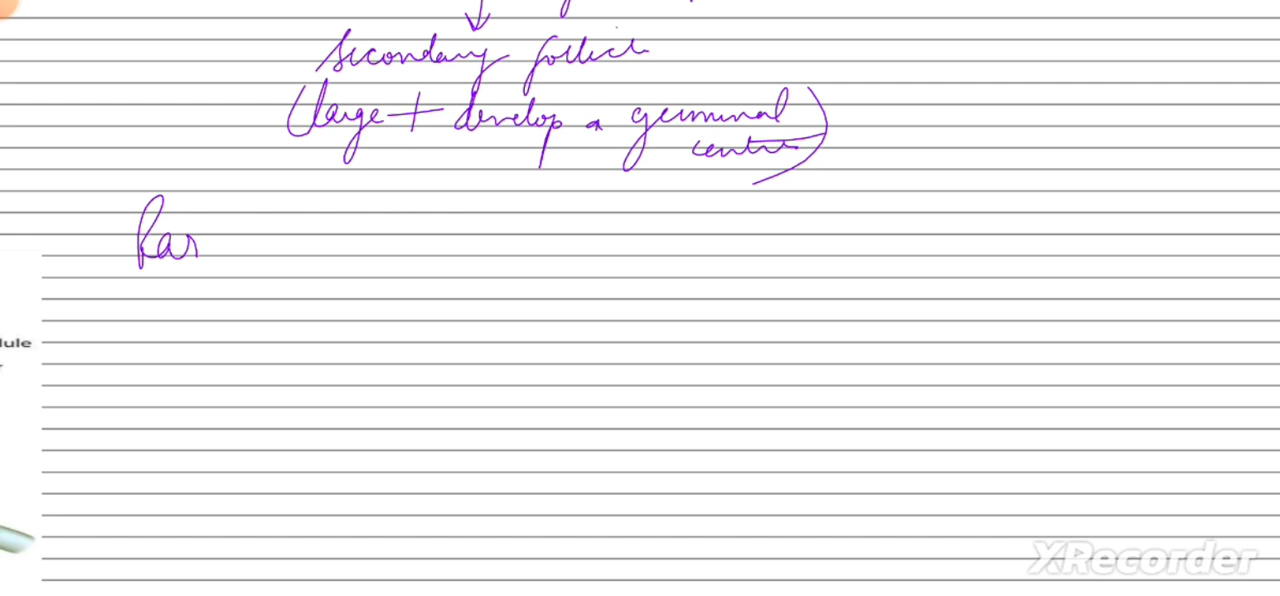 ↓
secondary follicle
(large + develop a germinal
centre)
Par
dule
XRecorder